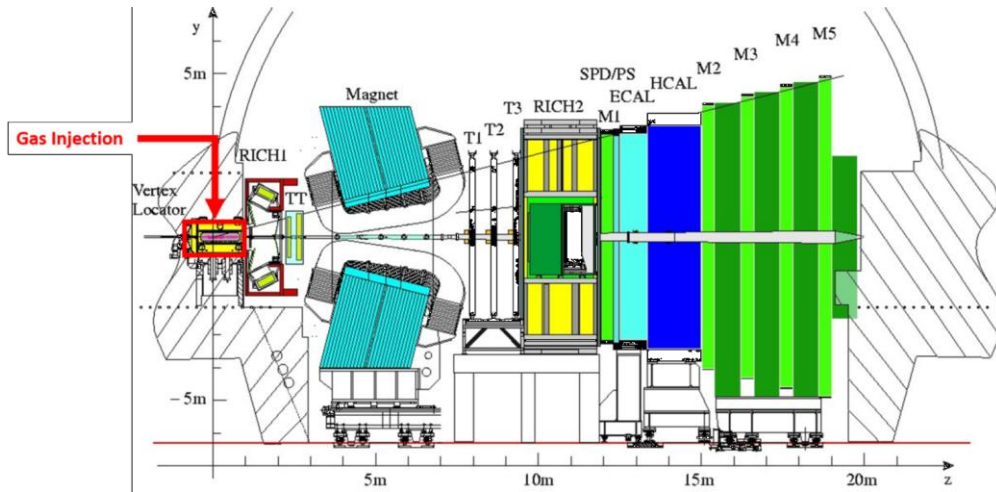 y
5m
Magnet
Gas Injection
RICH1
Vertex
Locator
TT
T1
T2
T3
RICH2
SPD/PS
ECAL
HCAL
M1
M2
M3
M4
M5
− 5m
5m
10m
15m
20m
z